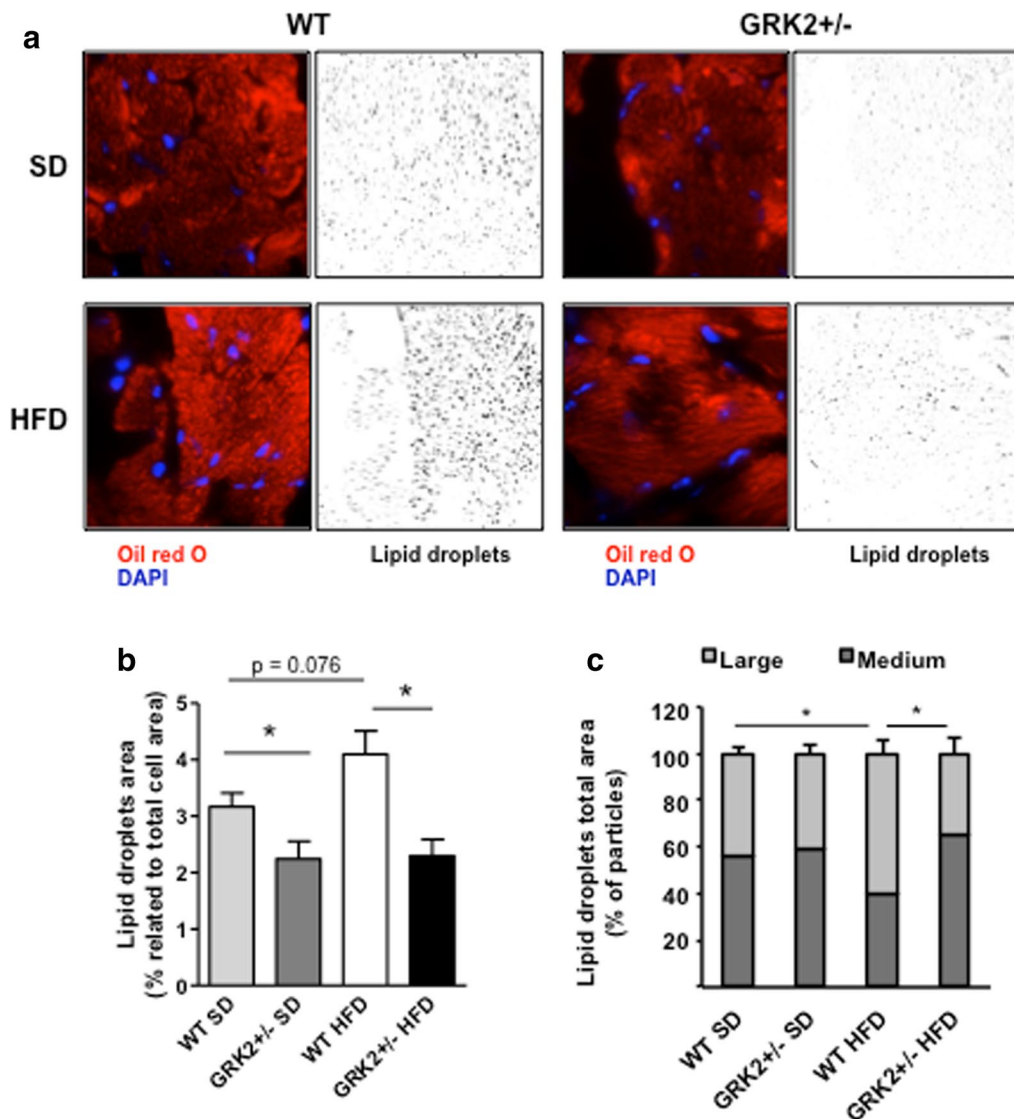 a
WT
GRK2+/-
SD
HFD
Oil red O
DAPI
Lipid droplets
Oil red O
DAPI
Lipid droplets
b
p = 0.076
*
*
Lipid droplets area
(% related to total cell area)
5
4
3
2
1
0
WT SD
GRK2+/- SD
WT HFD
GRK2+/- HFD
c
Large
Medium
*
*
Lipid droplets total area
(% of particles)
120
100
80
60
40
20
WT SD
GRK2+/- SD
WT HFD
GRK2+/- HFD